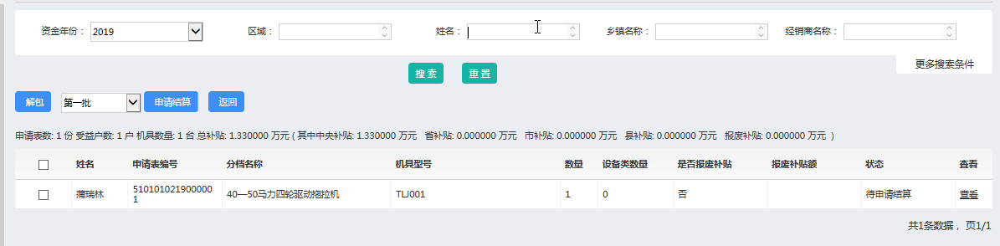 资金年份： 2019 区域： 姓名： 乡镇名称： 经销商名称：
更多搜索条件
搜 索 重 置
解包 第一批 申请结算 返回
申请表数: 1 份 受益户数: 1 户 机具数量: 1 台 总补贴: 1.330000 万元 ( 其中中央补贴: 1.330000 万元 省补贴: 0.000000 万元 市补贴: 0.000000 万元 县补贴: 0.000000 万元 报废补贴: 0.000000 万元 )
姓名 申请表编号 分档名称 机具型号 数量 设备类数量 是否报废补贴 报废补贴额 状态 查看
蒲瑞林 510101021900000 40—50马力四轮驱动拖拉机 TLJ001 1 0 否 待申请结算 查看
1
共1条数据， 页1/1